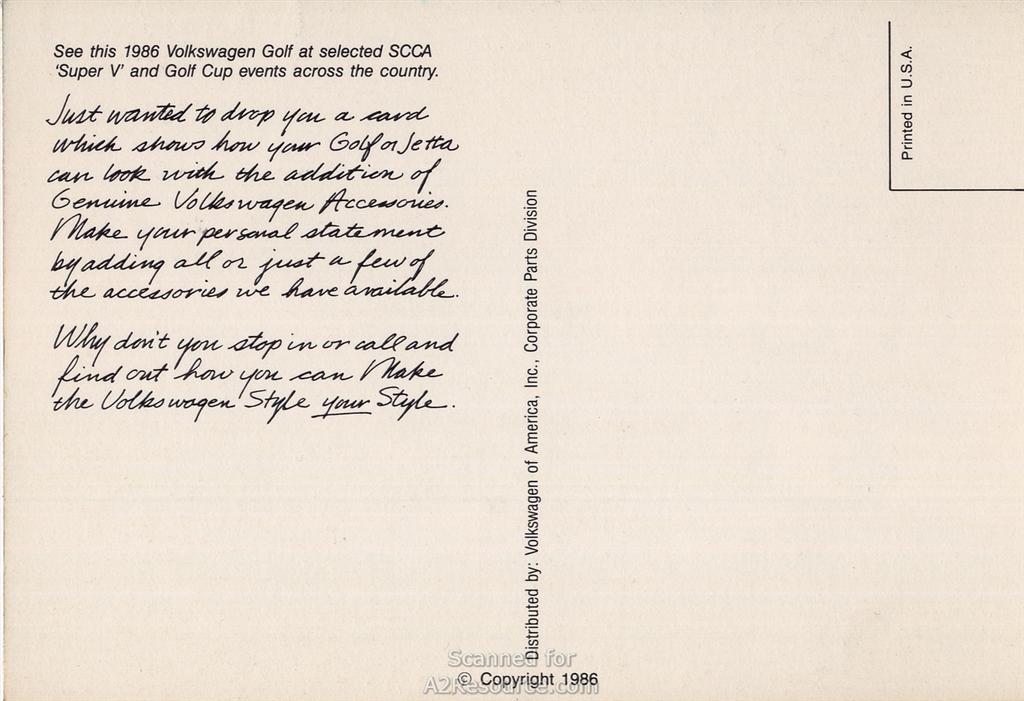 See this 1986 Volkswagen Golf at selected SCCA
'Super V' and Golf Cup events across the country.
Just wanted to drop you a card
which shows how your Golf or Jetta
can look with the addition of
Genuine Volkswagen Accessories.
Make your personal statement
by adding all or just a few of
the accessories we have available.
Why don't you stop in or call and
find out how you can Make
the Volkswagen Style your Style.
Distributed by: Volkswagen of America, Inc., Corporate Parts Division
Printed in U.S.A.
Scanned for
A2Resource.com
© Copyright 1986